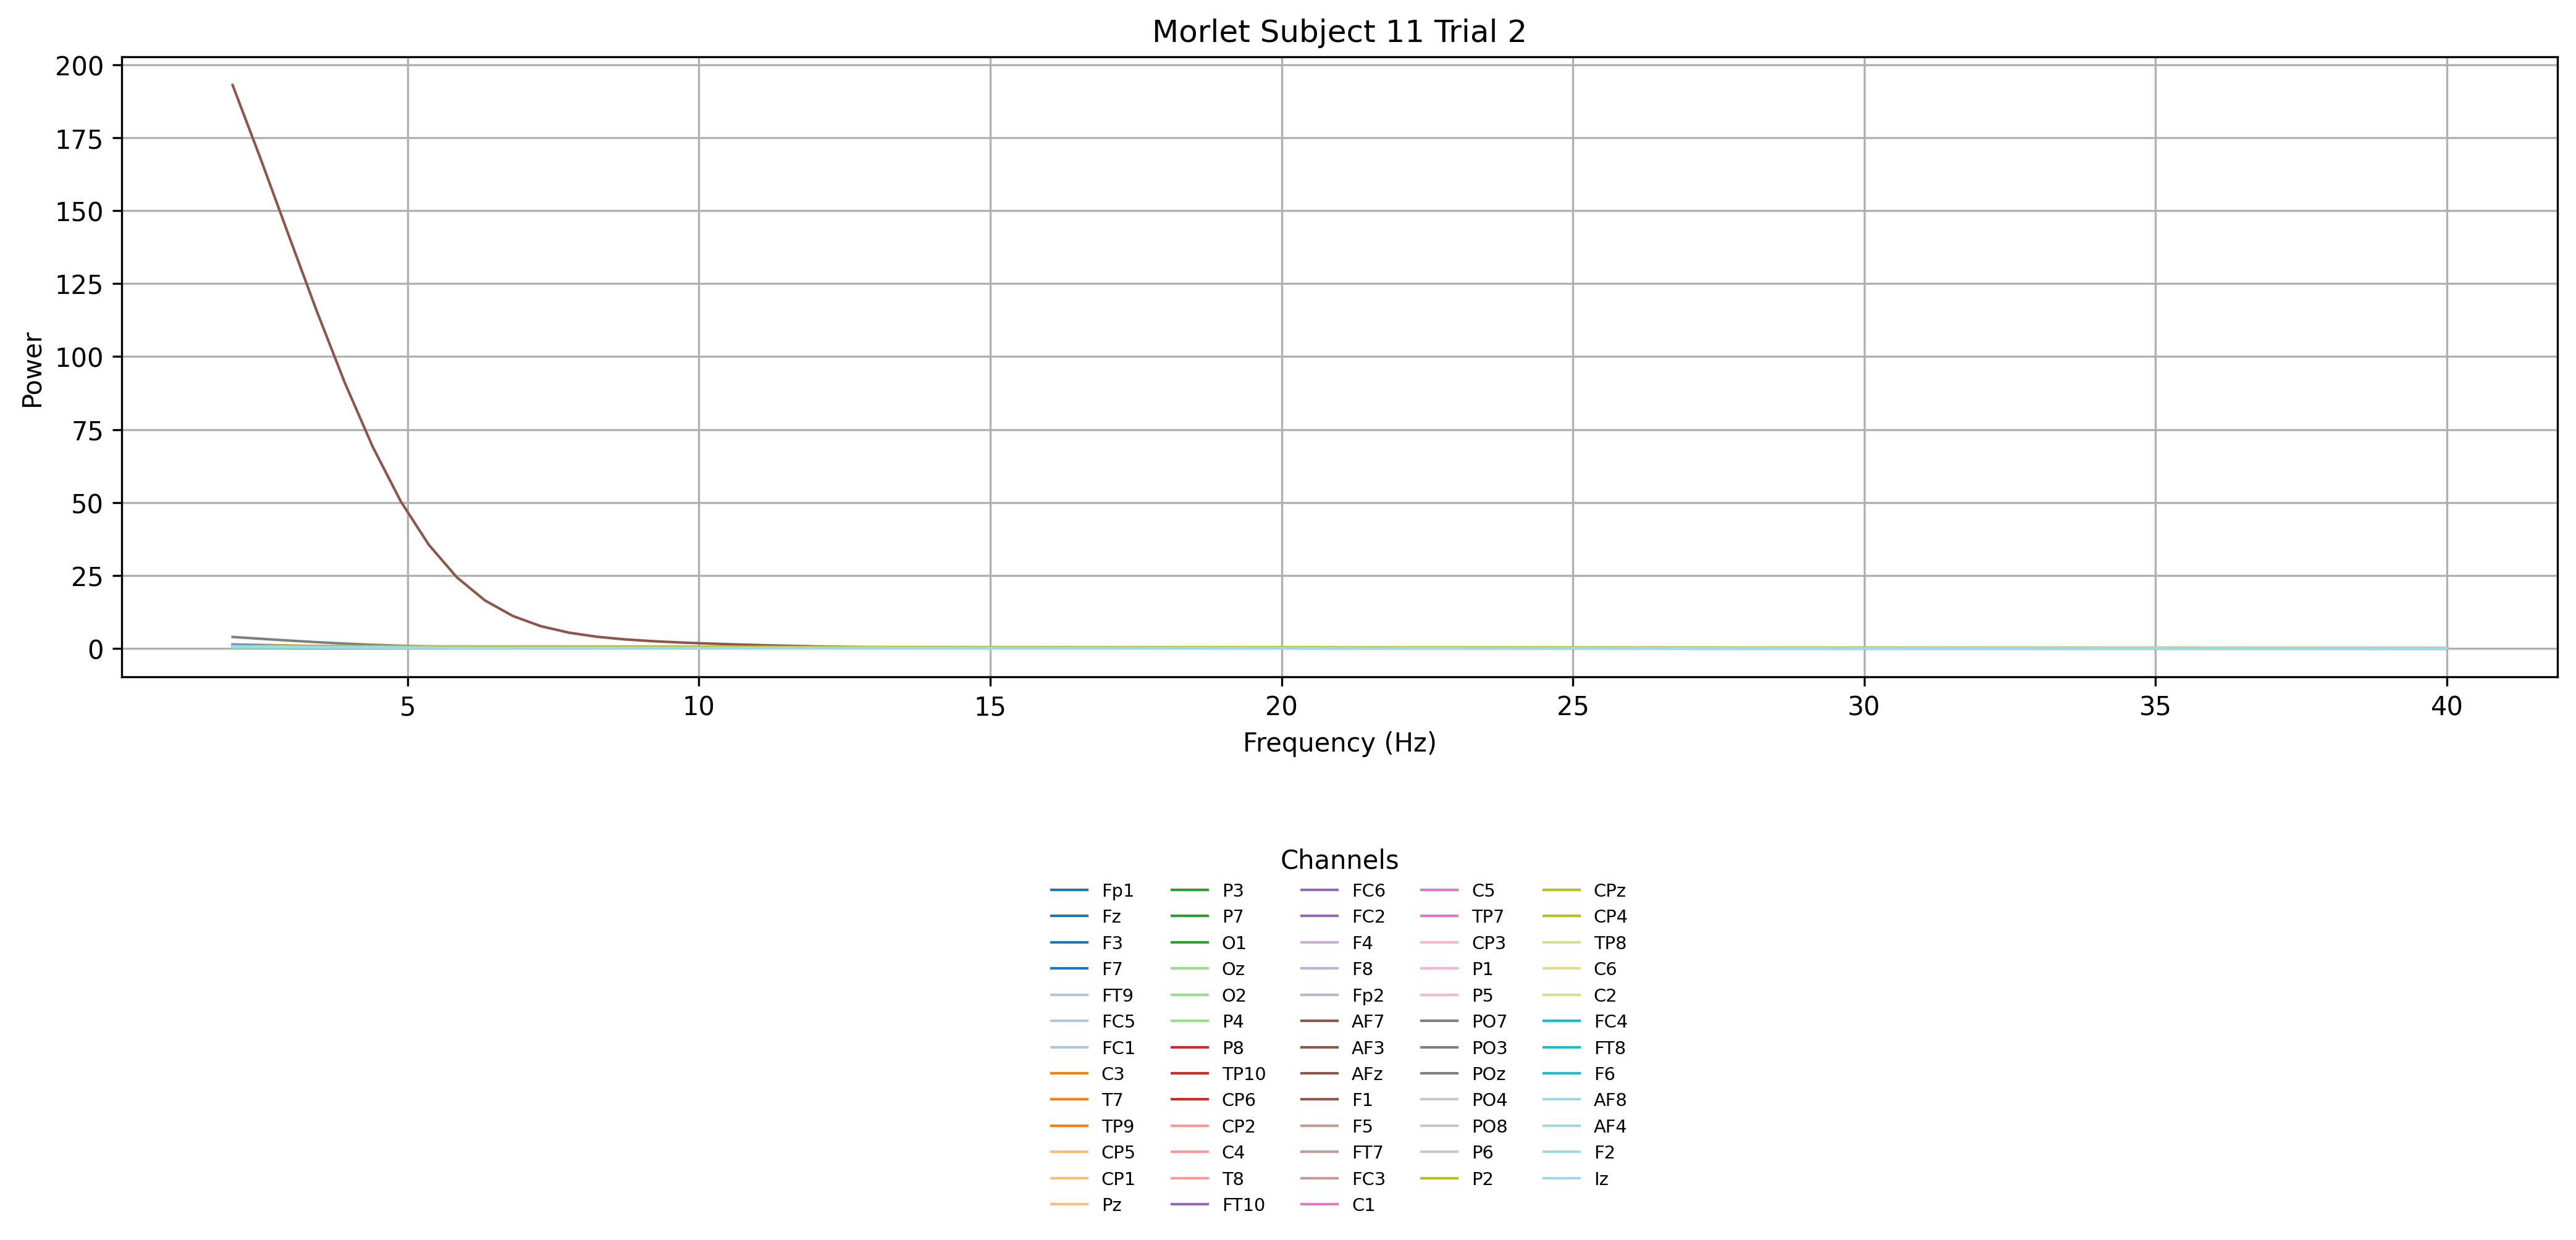 Morlet Subject 11 Trial 2
200
175
150
125
100
75
50
25
0
Power
5 10 15 20 25 30 35 40
Frequency (Hz)
Channels
Fp1 P3 FC6 C5 CPz
Fz P7 FC2 TP7 CP4
F3 O1 F4 CP3 TP8
F7 Oz F8 P1 C6
FT9 O2 Fp2 P5 C2
FC5 P4 AF7 PO7 FC4
FC1 P8 AF3 PO3 FT8
C3 TP10 AFz POz F6
T7 CP6 F1 PO4 AF8
TP9 CP2 F5 PO8 AF4
CP5 C4 FT7 P6 F2
CP1 T8 FC3 P2 Iz
Pz FT10 C1